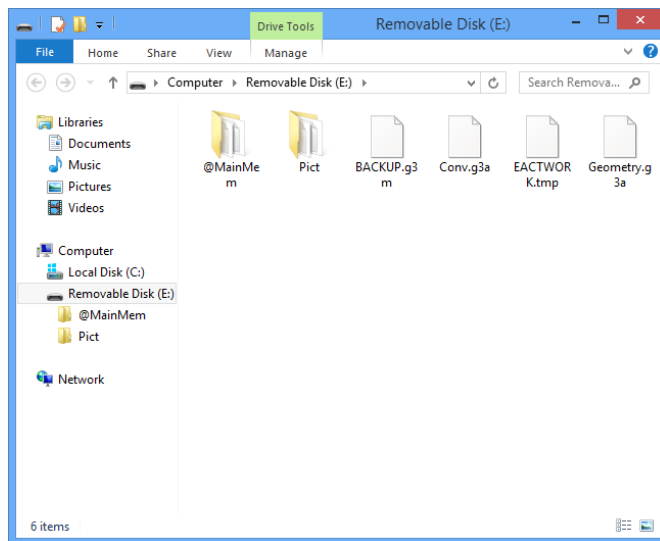 Drive Tools
Removable Disk (E:)
File
Home
Share
View
Manage
Computer
Removable Disk (E:)
Search Remova...
Libraries
Documents
Music
Pictures
Videos
Computer
Local Disk (C:)
Removable Disk (E:)
@MainMem
Pict
Network
@MainMe
m
Pict
BACKUP.g3
m
Conv.g3a
EACTWOR
K.tmp
Geometry.g
3a
6 items